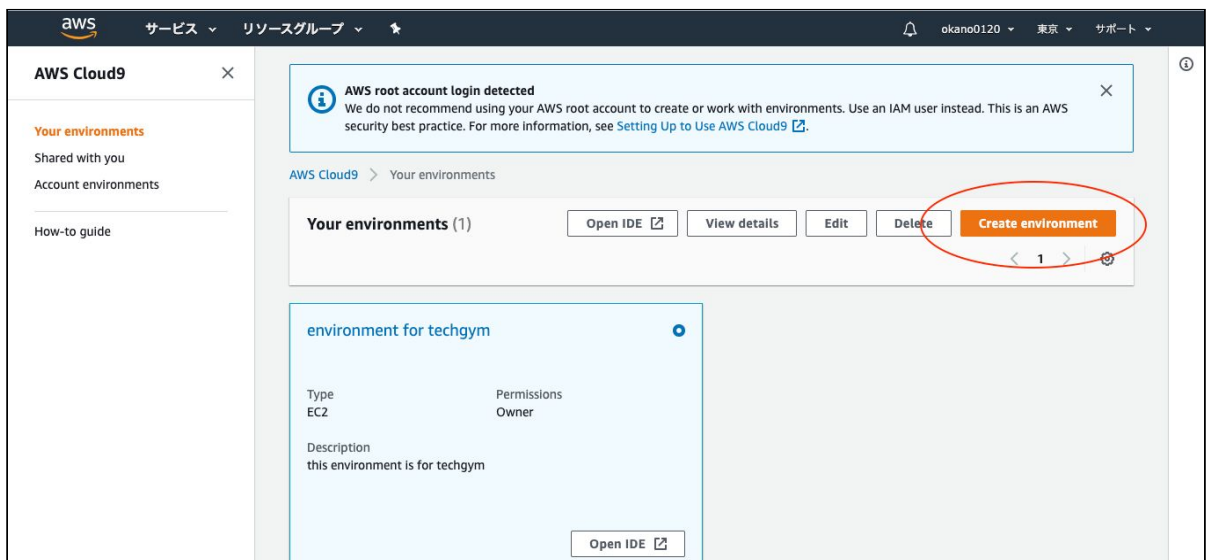 aws サービス リソースグループ okano0120 東京 サポート
AWS Cloud9
Your environments
Shared with you
Account environments
How-to guide
AWS root account login detected
We do not recommend using your AWS root account to create or work with environments. Use an IAM user instead. This is an AWS
security best practice. For more information, see Setting Up to Use AWS Cloud9.
AWS Cloud9 > Your environments
Your environments (1) Open IDE View details Edit Delete Create environment
< 1 >
environment for techgym
Type Permissions
EC2 Owner
Description
this environment is for techgym
Open IDE